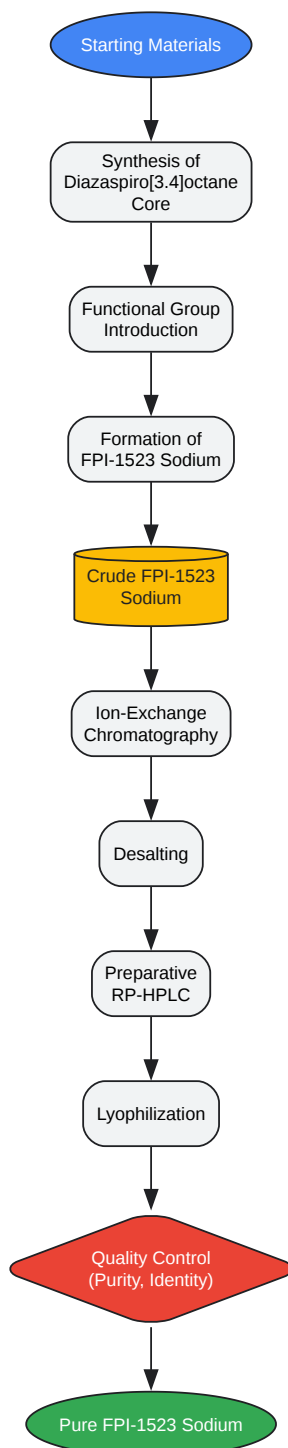 Starting Materials
Synthesis of
Diazaspiro[3.4]octane
Core
Functional Group
Introduction
Formation of
FPI-1523 Sodium
Crude FPI-1523
Sodium
Ion-Exchange
Chromatography
Desalting
Preparative
RP-HPLC
Lyophilization
Quality Control
(Purity, Identity)
Pure FPI-1523 Sodium